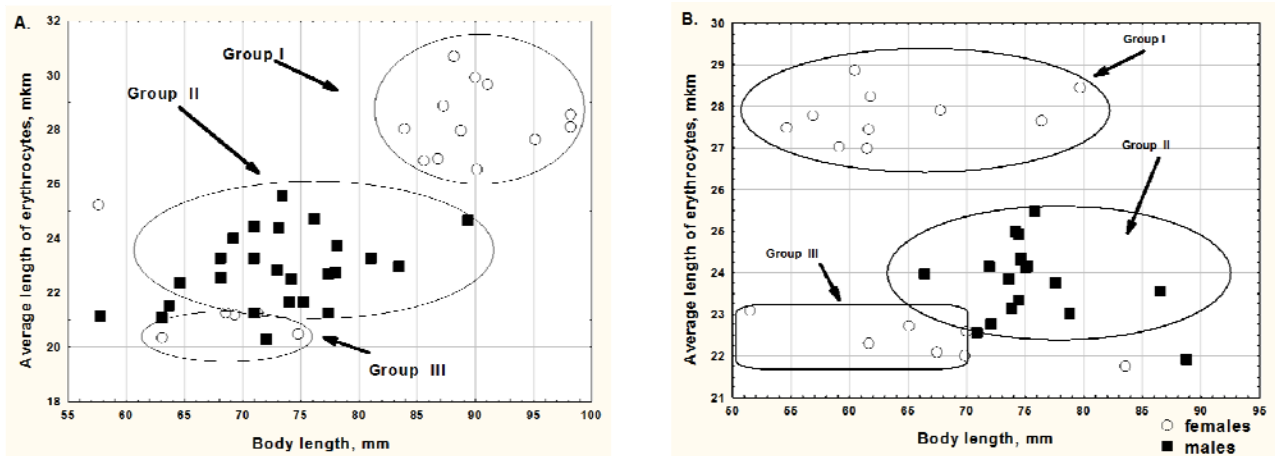 A.
Average length of erythrocytes, mkm
32
30
28
26
24
22
20
18
Group I
Group II
Group III
55 60 65 70 75 80 85 90 95 100
Body length, mm
B.
Average length of erythrocytes, mkm
30
29
28
27
26
26
24
23
22
21
Group I
Group II
Group III
60 55 60 65 70 75 80 85 90 95
Body length, mm
females
males